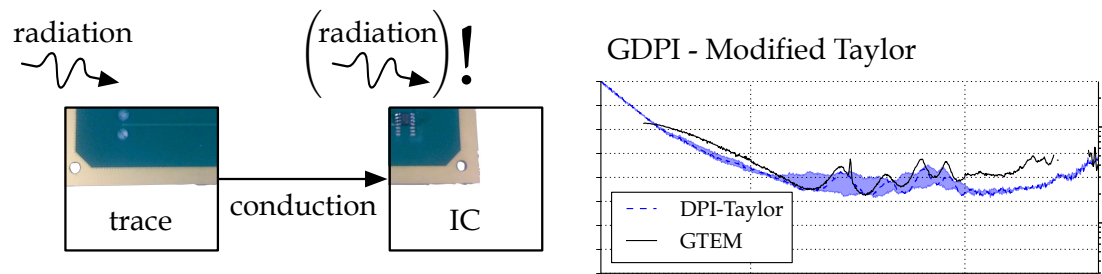 radiation
(radiation)!
trace
conduction
IC
GDPI - Modified Taylor
DPI-Taylor
GTEM